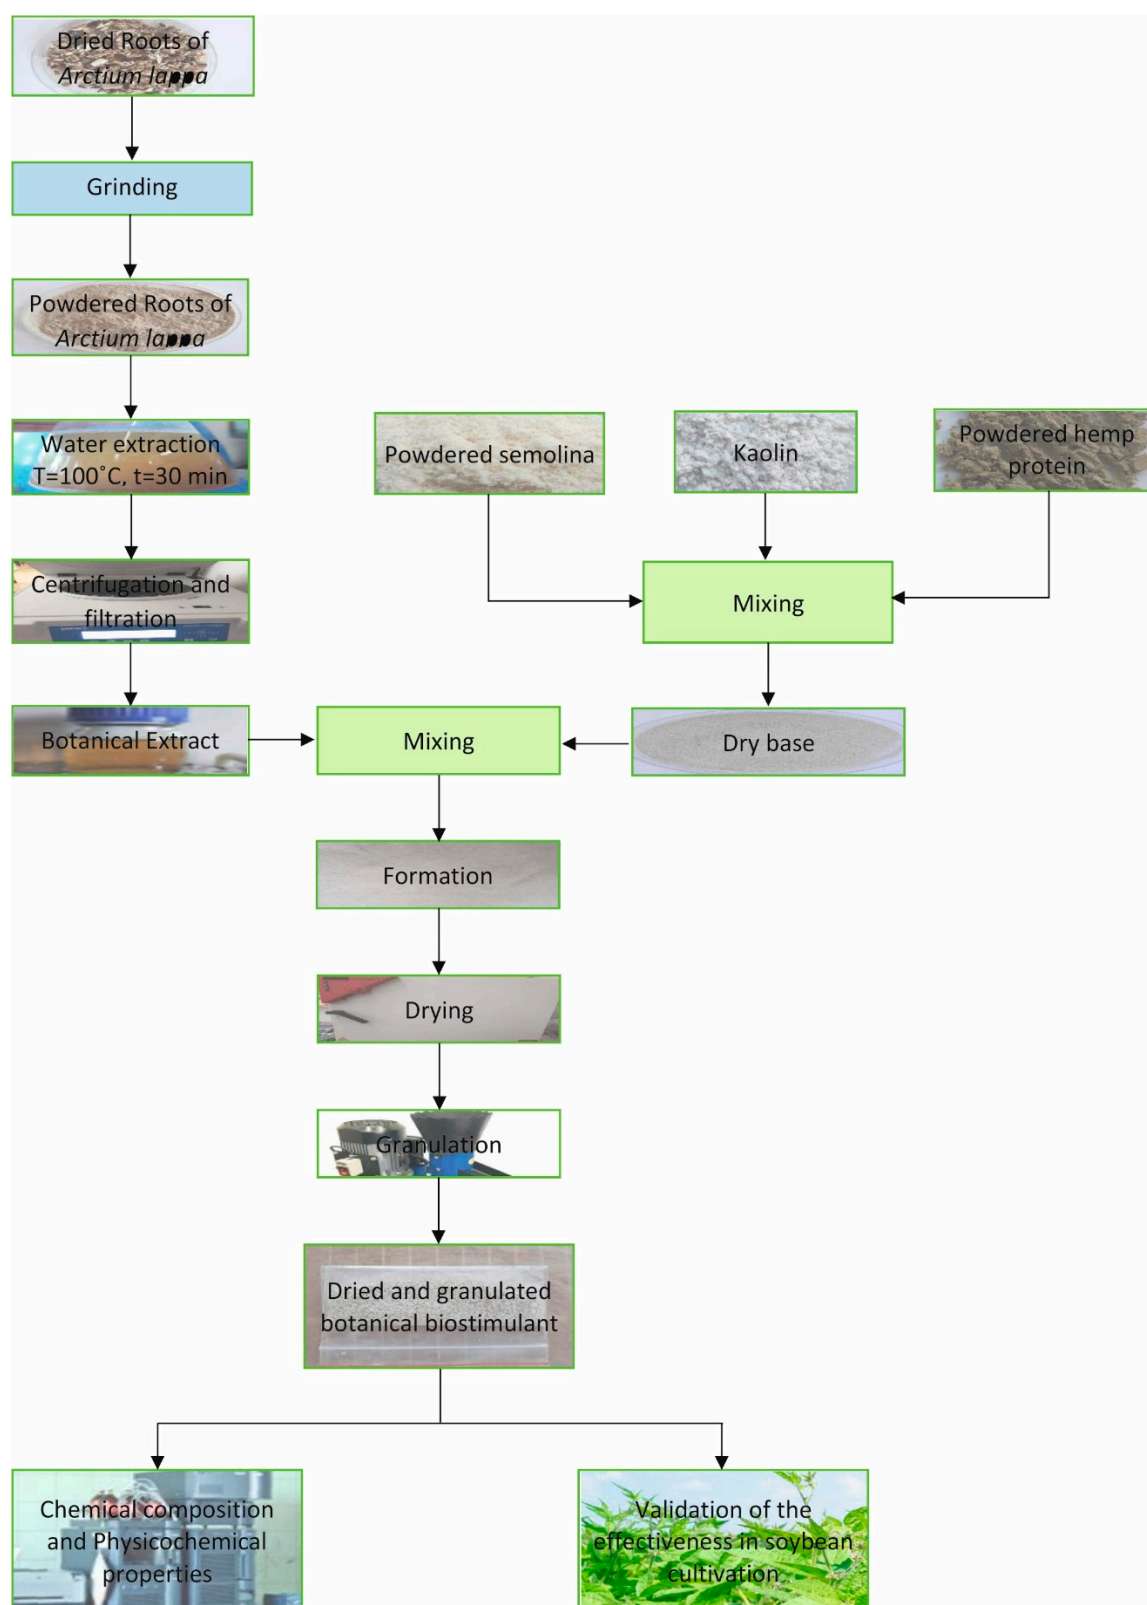 Dried Roots of
Arctium lappa
Grinding
Powdered Roots of
Arctium lappa
Water extraction
T=100˚C, t=30 min
Powdered semolina
Kaolin
Powdered hemp
protein
Centrifugation and
filtration
Mixing
Botanical Extract
Mixing
Dry base
Formation
Drying
Granulation
Dried and granulated
botanical biostimulant
Chemical composition
and Physicochemical
properties
Validation of the
effectiveness in soybean
cultivation